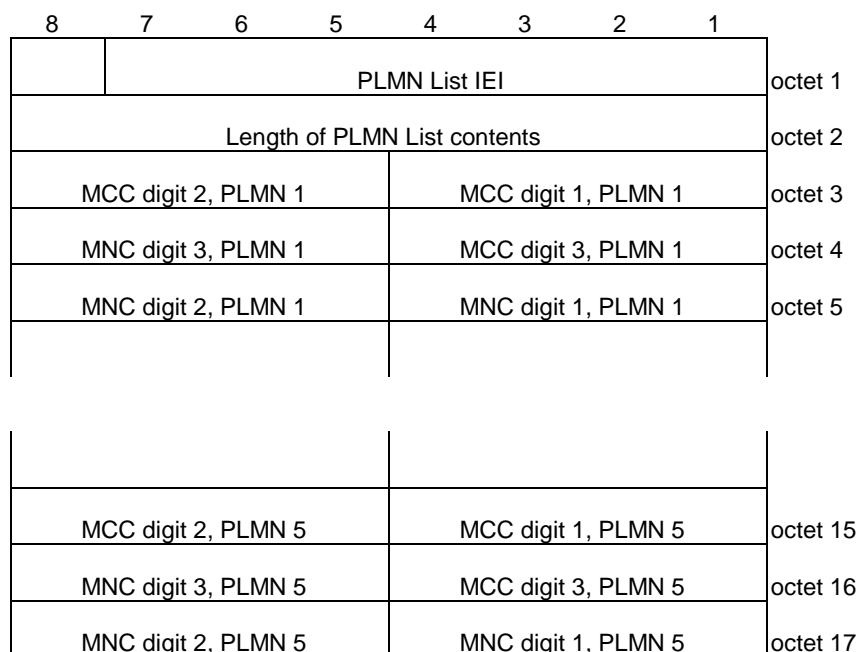 8 7 6 5 4 3 2 1
PLMN List IEI octet 1
Length of PLMN List contents octet 2
MCC digit 2, PLMN 1 MCC digit 1, PLMN 1 octet 3
MNC digit 3, PLMN 1 MCC digit 3, PLMN 1 octet 4
MNC digit 2, PLMN 1 MNC digit 1, PLMN 1 octet 5
MCC digit 2, PLMN 5 MCC digit 1, PLMN 5 octet 15
MNC digit 3, PLMN 5 MCC digit 3, PLMN 5 octet 16
MNC digit 2, PLMN 5 MNC digit 1, PLMN 5 octet 17